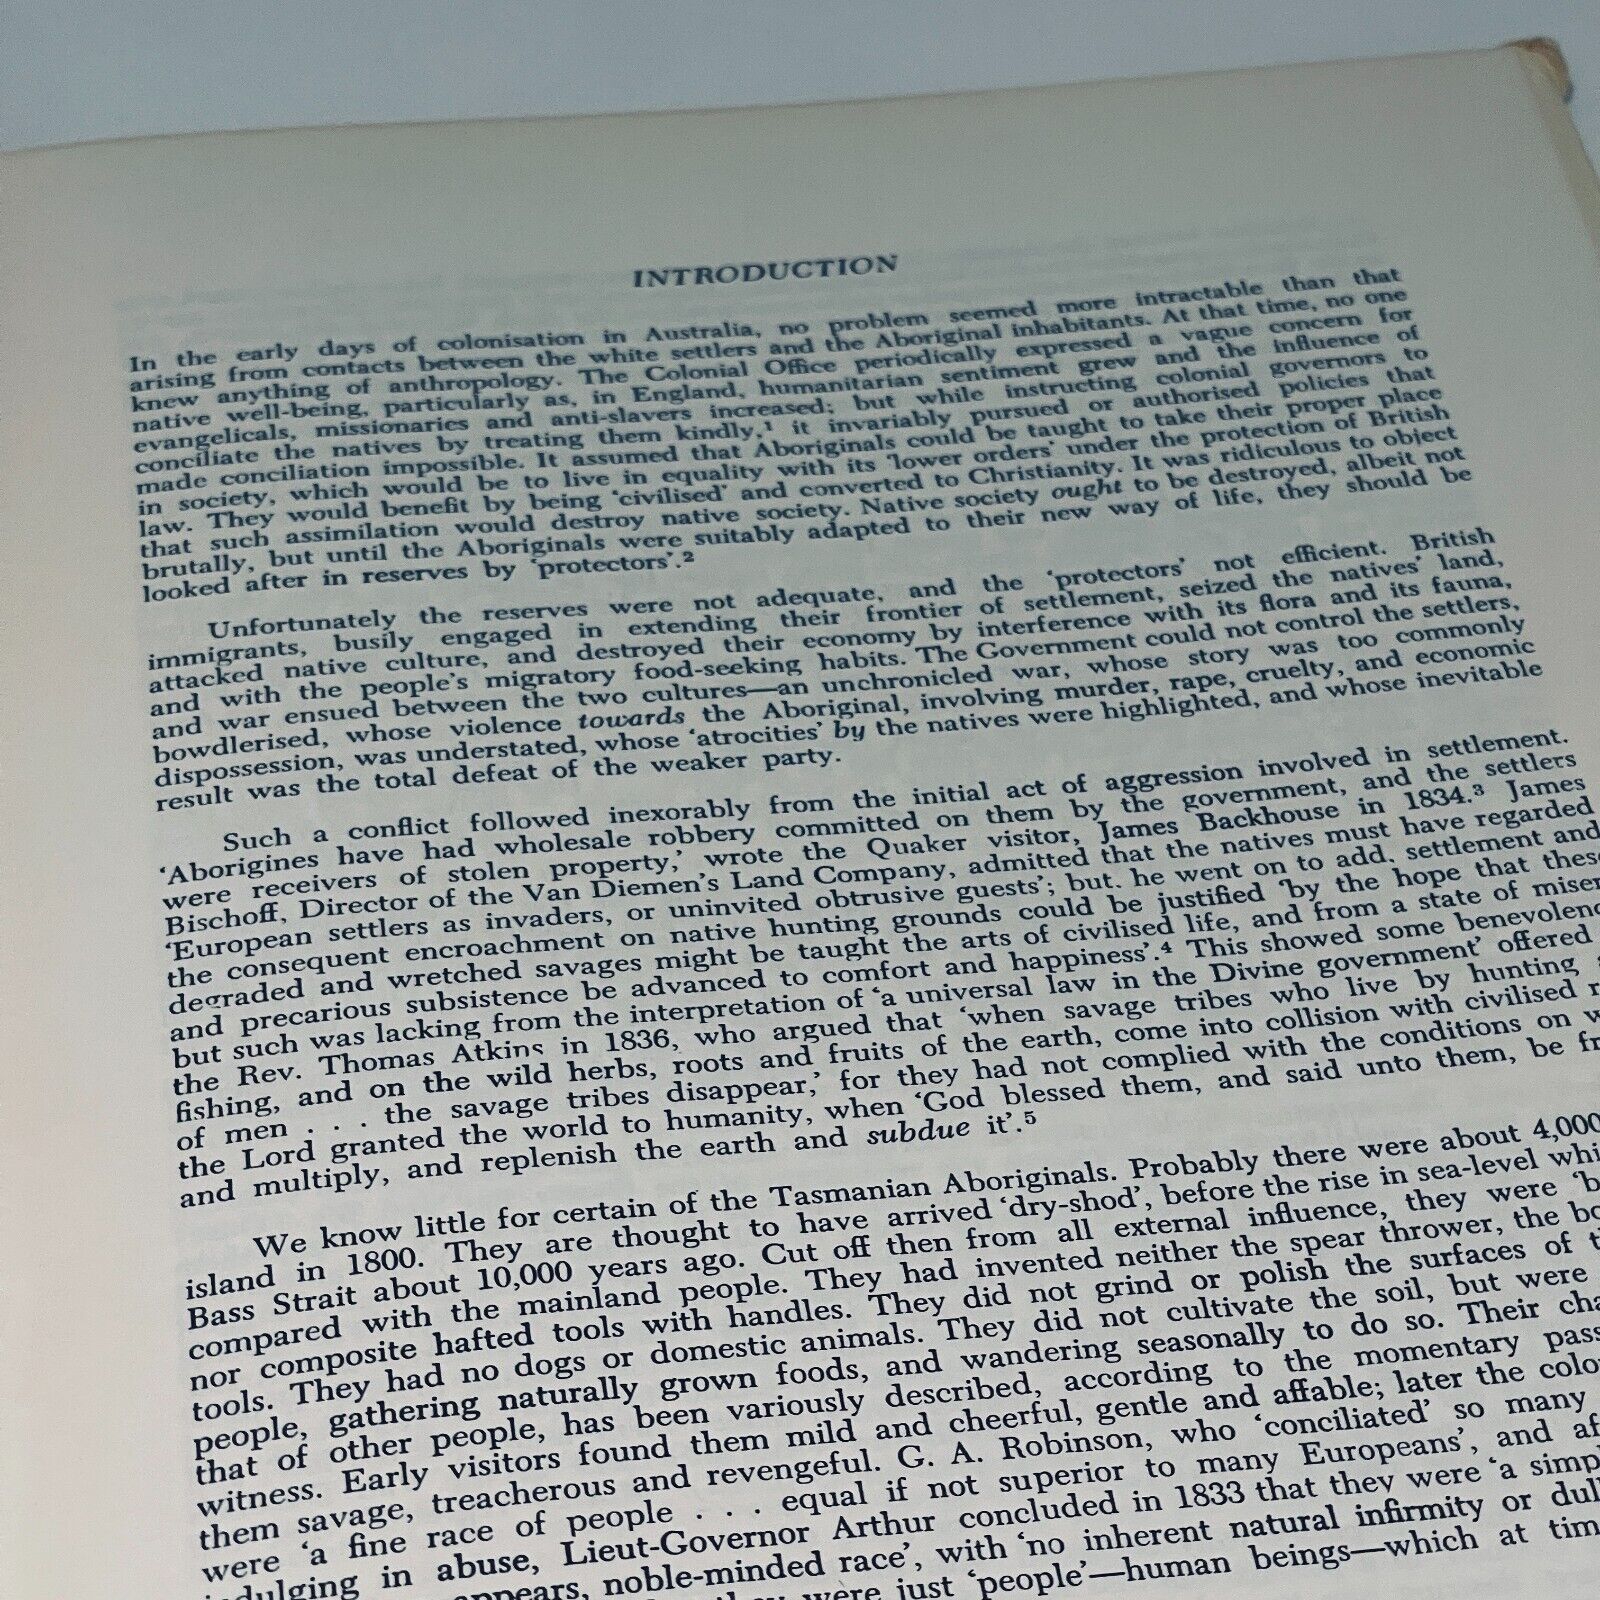 INTRODUCTION
In the early days of colonisation in Australia, no problem seemed more intractable than that
arising from contacts between the white settlers and the Aboriginal inhabitants. At that time, no one
knew anything of anthropology. The Colonial Office periodically expressed a vague concern for
native well-being, particularly as, in England, humanitarian sentiment grew and the influence of
evangelicals, missionaries and anti-slavers increased; but while instructing colonial governors to
conciliate the natives by treating them kindly,¹ it invariably pursued or authorised policies that
made conciliation impossible. It assumed that Aboriginals could be taught to take their proper place
in society, which would be to live in equality with its 'lower orders' under the protection of British
law. They would benefit by being 'civilised' and converted to Christianity. It was ridiculous to object
that such assimilation would destroy native society. Native society ought to be destroyed, albeit not
brutally, but until the Aboriginals were suitably adapted to their new way of life, they should be
looked after in reserves by 'protectors'.²
Unfortunately the reserves were not adequate, and the 'protectors' not efficient. British
immigrants, busily engaged in extending their frontier of settlement, seized the natives' land,
attacked native culture, and destroyed their economy by interference with its flora and its fauna,
and with the people's migratory food-seeking habits. The Government could not control the settlers,
and war ensued between the two cultures—an unchronicled war, whose story was too commonly
bowdlerised, whose violence towards the Aboriginal, involving murder, rape, cruelty, and economic
dispossession, was understated, whose 'atrocities' by the natives were highlighted, and whose inevitable
result was the total defeat of the weaker party.
Such a conflict followed inexorably from the initial act of aggression involved in settlement.
'Aborigines have had wholesale robbery committed on them by the government, and the settlers
were receivers of stolen property,' wrote the Quaker visitor, James Backhouse in 1834.³ James
Bischoff, Director of the Van Diemen's Land Company, admitted that the natives must have regarded
'European settlers as invaders, or uninvited obtrusive guests'; but, he went on to add, settlement and
the consequent encroachment on native hunting grounds could be justified 'by the hope that these
degraded and wretched savages might be taught the arts of civilised life, and from a state of miser
and precarious subsistence be advanced to comfort and happiness'.⁴ This showed some benevolenc
but such was lacking from the interpretation of 'a universal law in the Divine government' offered
the Rev. Thomas Atkins in 1836, who argued that 'when savage tribes who live by hunting
fishing, and on the wild herbs, roots and fruits of the earth, come into collision with civilised r
of men . . . the savage tribes disappear,' for they had not complied with the conditions on w
the Lord granted the world to humanity, when 'God blessed them, and said unto them, be fr
and multiply, and replenish the earth and subdue it'.⁵
We know little for certain of the Tasmanian Aboriginals. Probably there were about 4,000
island in 1800. They are thought to have arrived 'dry-shod', before the rise in sea-level whi
Bass Strait about 10,000 years ago. Cut off then from all external influence, they were 'b
compared with the mainland people. They had invented neither the spear thrower, the bo
nor composite hafted tools with handles. They did not grind or polish the surfaces of t
tools. They had no dogs or domestic animals. They did not cultivate the soil, but were
people, gathering naturally grown foods, and wandering seasonally to do so. Their cha
that of other people, has been variously described, according to the momentary pass
witness. Early visitors found them mild and cheerful, gentle and affable; later the colo
them savage, treacherous and revengeful. G. A. Robinson, who 'conciliated' so many
were 'a fine race of people . . . equal if not superior to many Europeans', and af
indulging in abuse, Lieut-Governor Arthur concluded in 1833 that they were 'a simpl
appears, noble-minded race', with 'no inherent natural infirmity or dul
they were just 'people'—human beings—which at tim